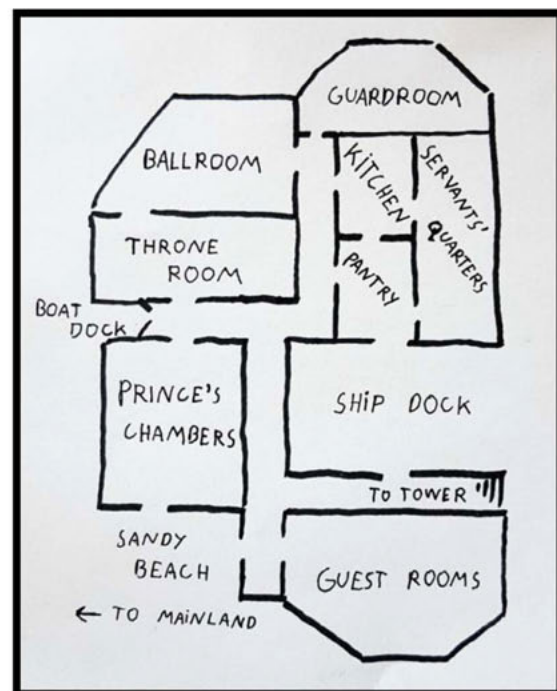 GUARDROOM
BALLROOM
KITCHEN
SERVANTS'
QUARTERS
THRONE
ROOM
PANTRY
BOAT
DOCK
PRINCE'S
CHAMBERS
SHIP DOCK
TO TOWER
SANDY
BEACH
GUEST ROOMS
← TO MAINLAND